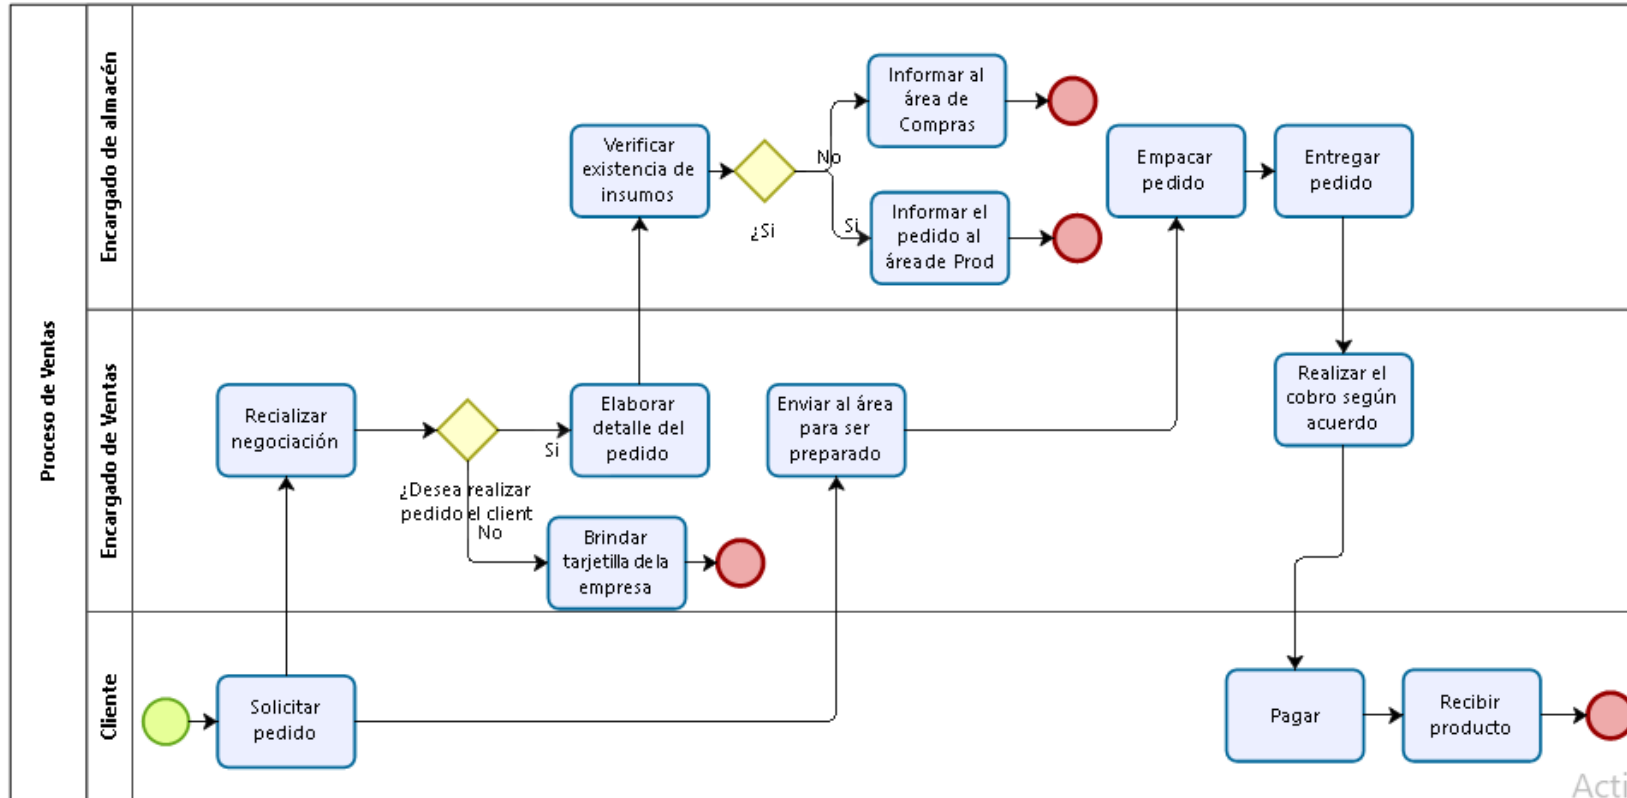 Proceso de Ventas
Encargado de almacén
Verificar
existencia de
insumos
¿Si
No
Si
Informar al
área de
Compras
Informar el
pedido al
área de Prod
Empacar
pedido
Entregar
pedido
Encargado de Ventas
Recializar
negociación
¿Desea realizar
pedido el client
Si
No
Elaborar
detalle del
pedido
Brindar
tarjetilla de la
empresa
Enviar al área
para ser
preparado
Realizar el
cobro según
acuerdo
Cliente
Solicitar
pedido
Pagar
Recibir
producto
Acti